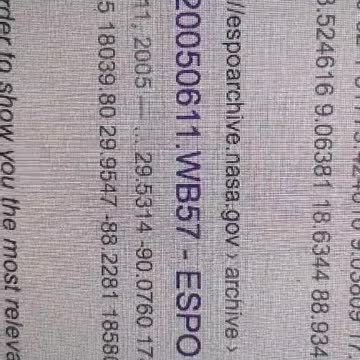 8.524616 9.06381 18.6344 88.934
//espoarchive.nasa.gov › archive ›
20050611.WB57 - ESPO
11, 2005 — ... 29.5314 -90.0760 17
5 18039.80 29.9547 -88.2281 1858
rder to show you the most releva